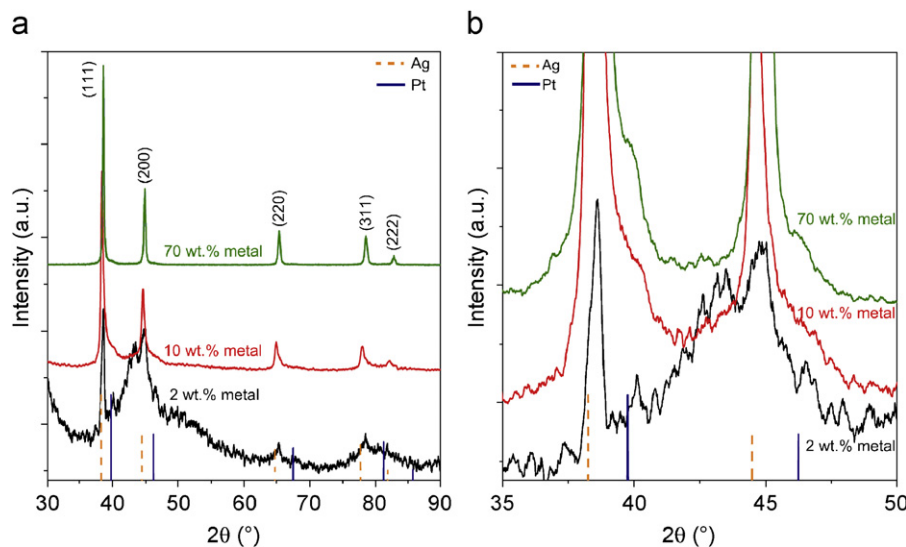 a
Intensity (a.u.)
(111)
(200)
(220)
(311)
(222)
Ag
Pt
70 wt.% metal
10 wt.% metal
2 wt.% metal
30 40 50 60 70 80 90
2θ (°)
b
Intensity (a.u.)
Ag
Pt
70 wt.% metal
10 wt.% metal
2 wt.% metal
35 40 45 50
2θ (°)